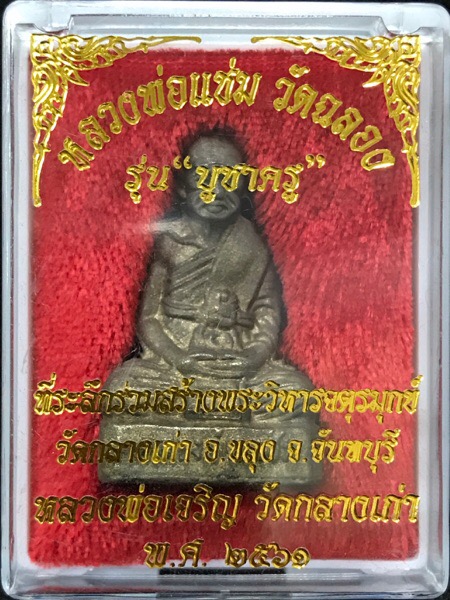 หลวงพ่อแช่ม วัดฉลอง
รุ่น "บูชาครู"
ที่ระลึกรวมสร้างพระวิหารจตุรมุกข์
วัดกลางเก่า อ.ขลุง จ.จันทบุรี
หลวงพ่อเจริญ วัดกลางเก่า
พ.ศ. ๒๕๖๑